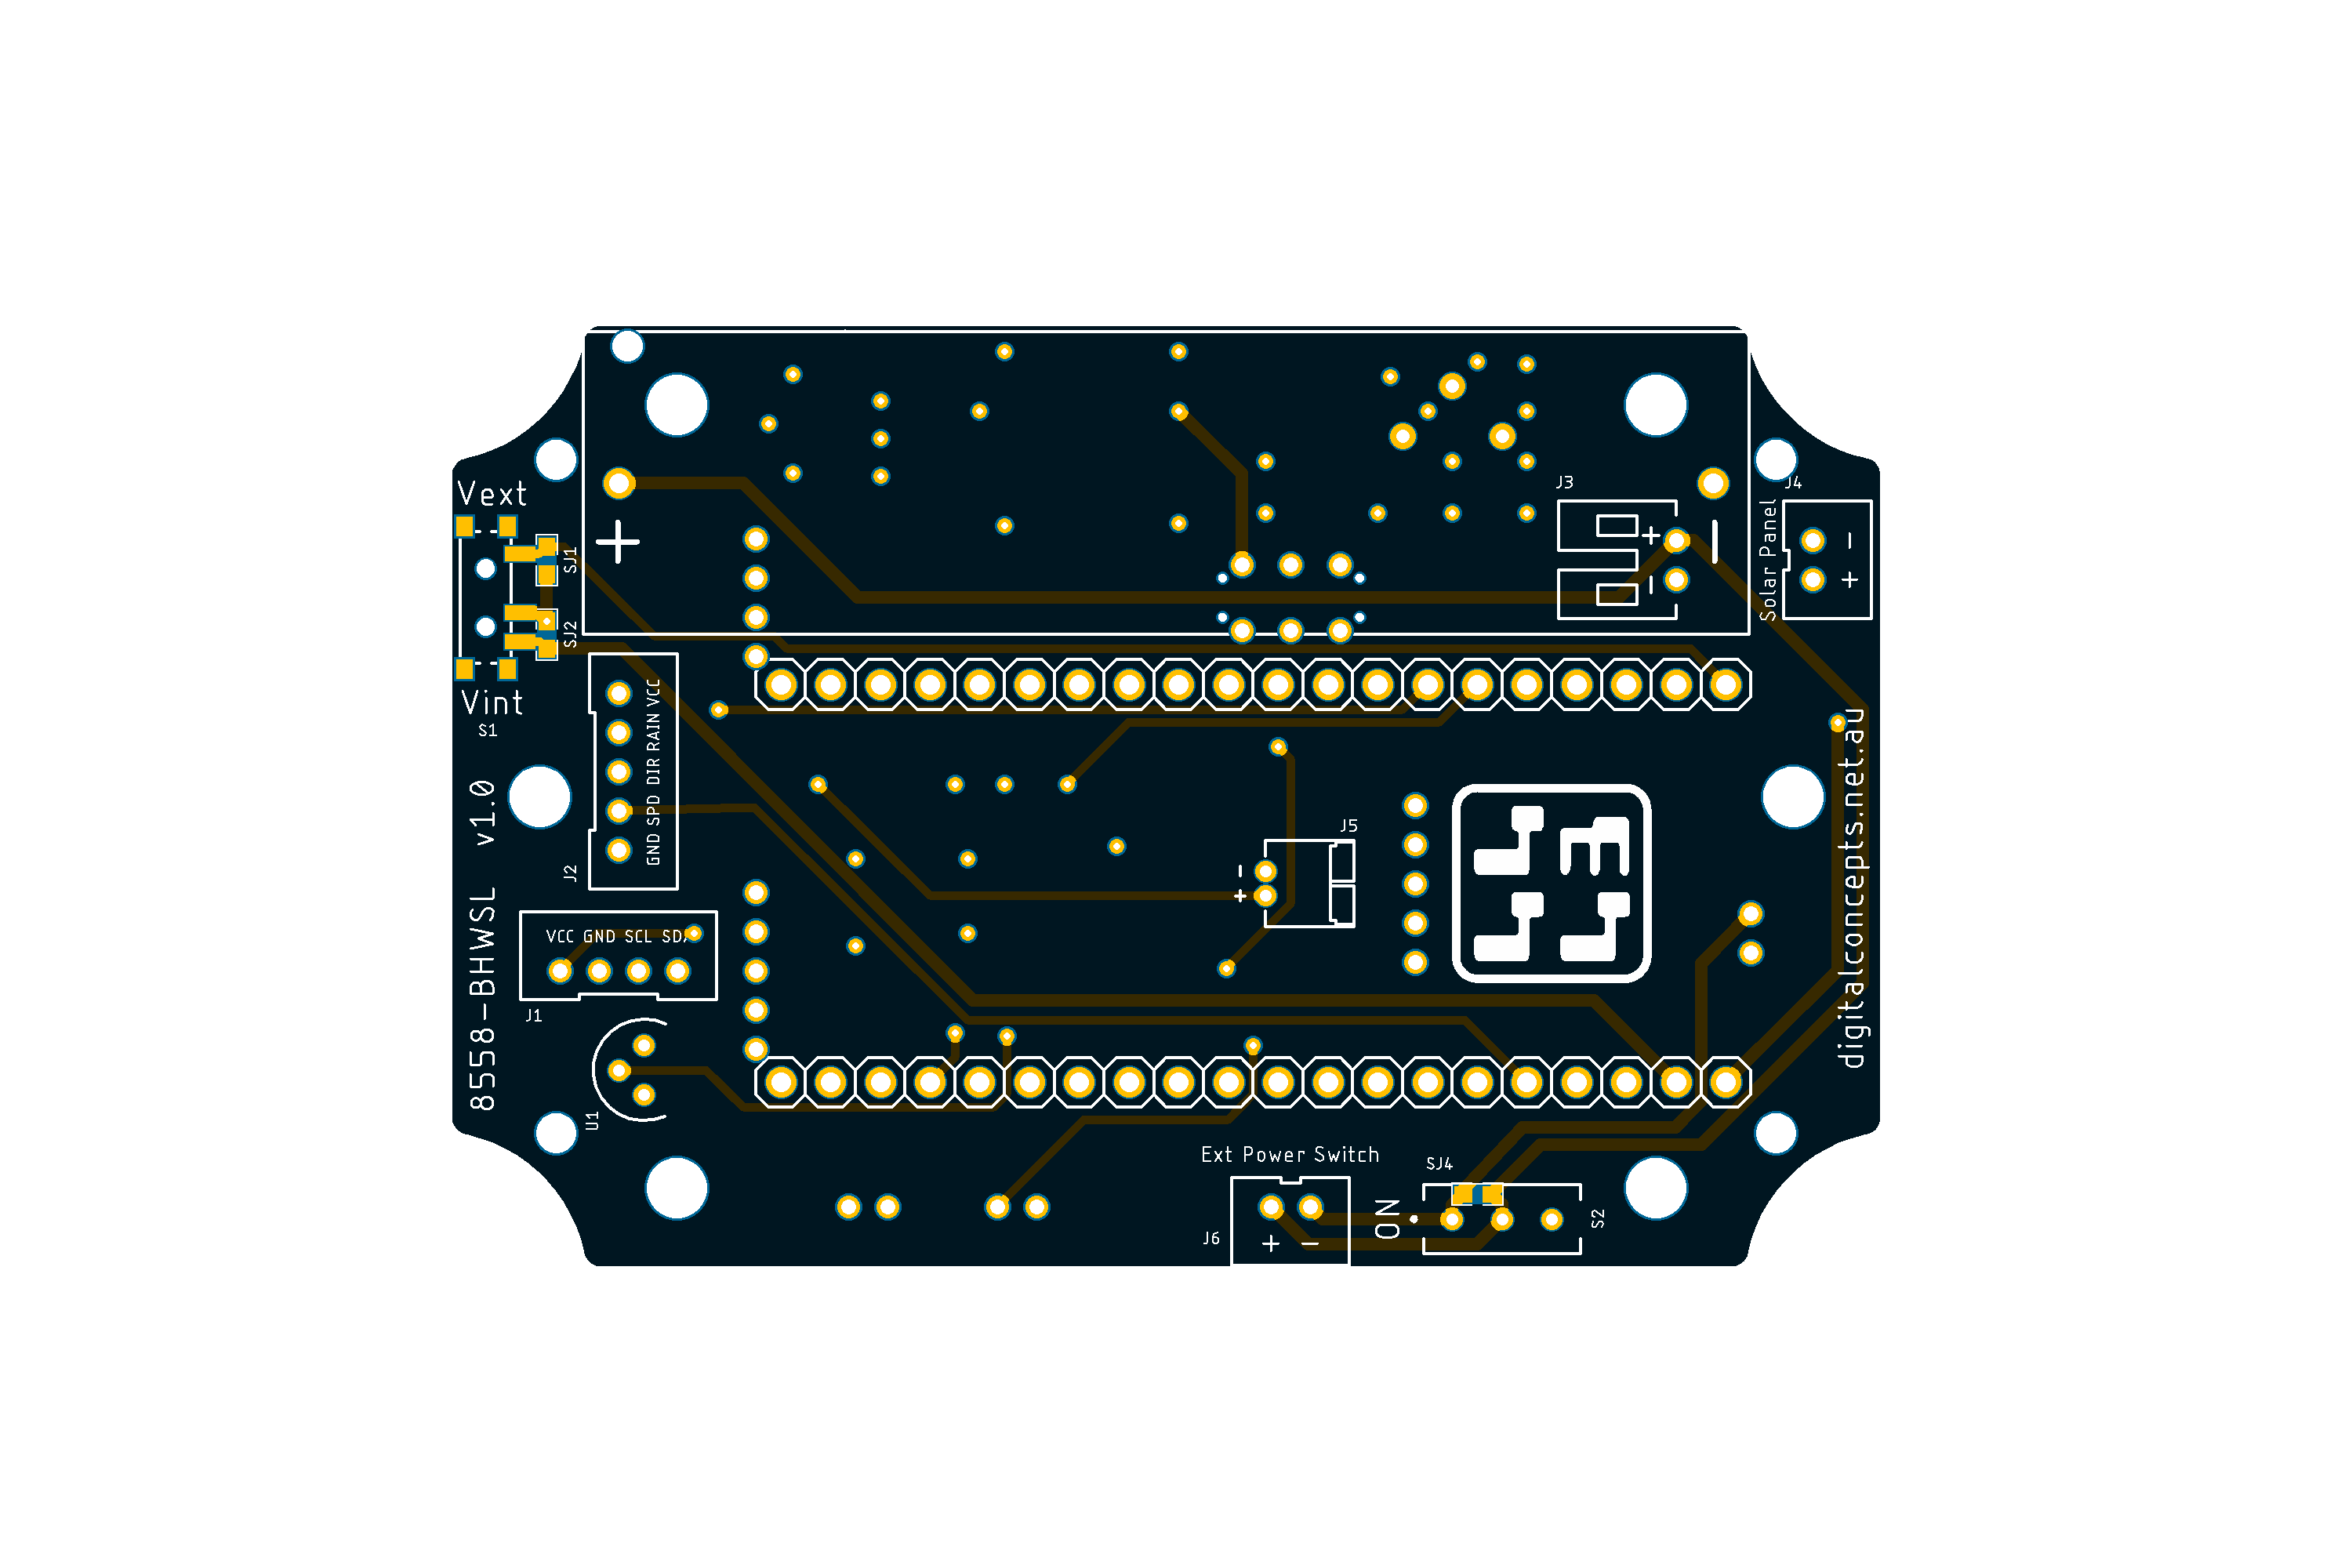 Vext
SJ1
SJ2
Vint
S1
+
-
J3
+
-
J4
Solar Panel
-
+
GND SPD DIR RAIN VCC
J2
8558-BHWSL v1.0
VCC GND SCL SDA
J1
U1
J5
-
+
digitalconcepts.net.au
Ext Power Switch
J6
+ -
ON
SJ4
S2